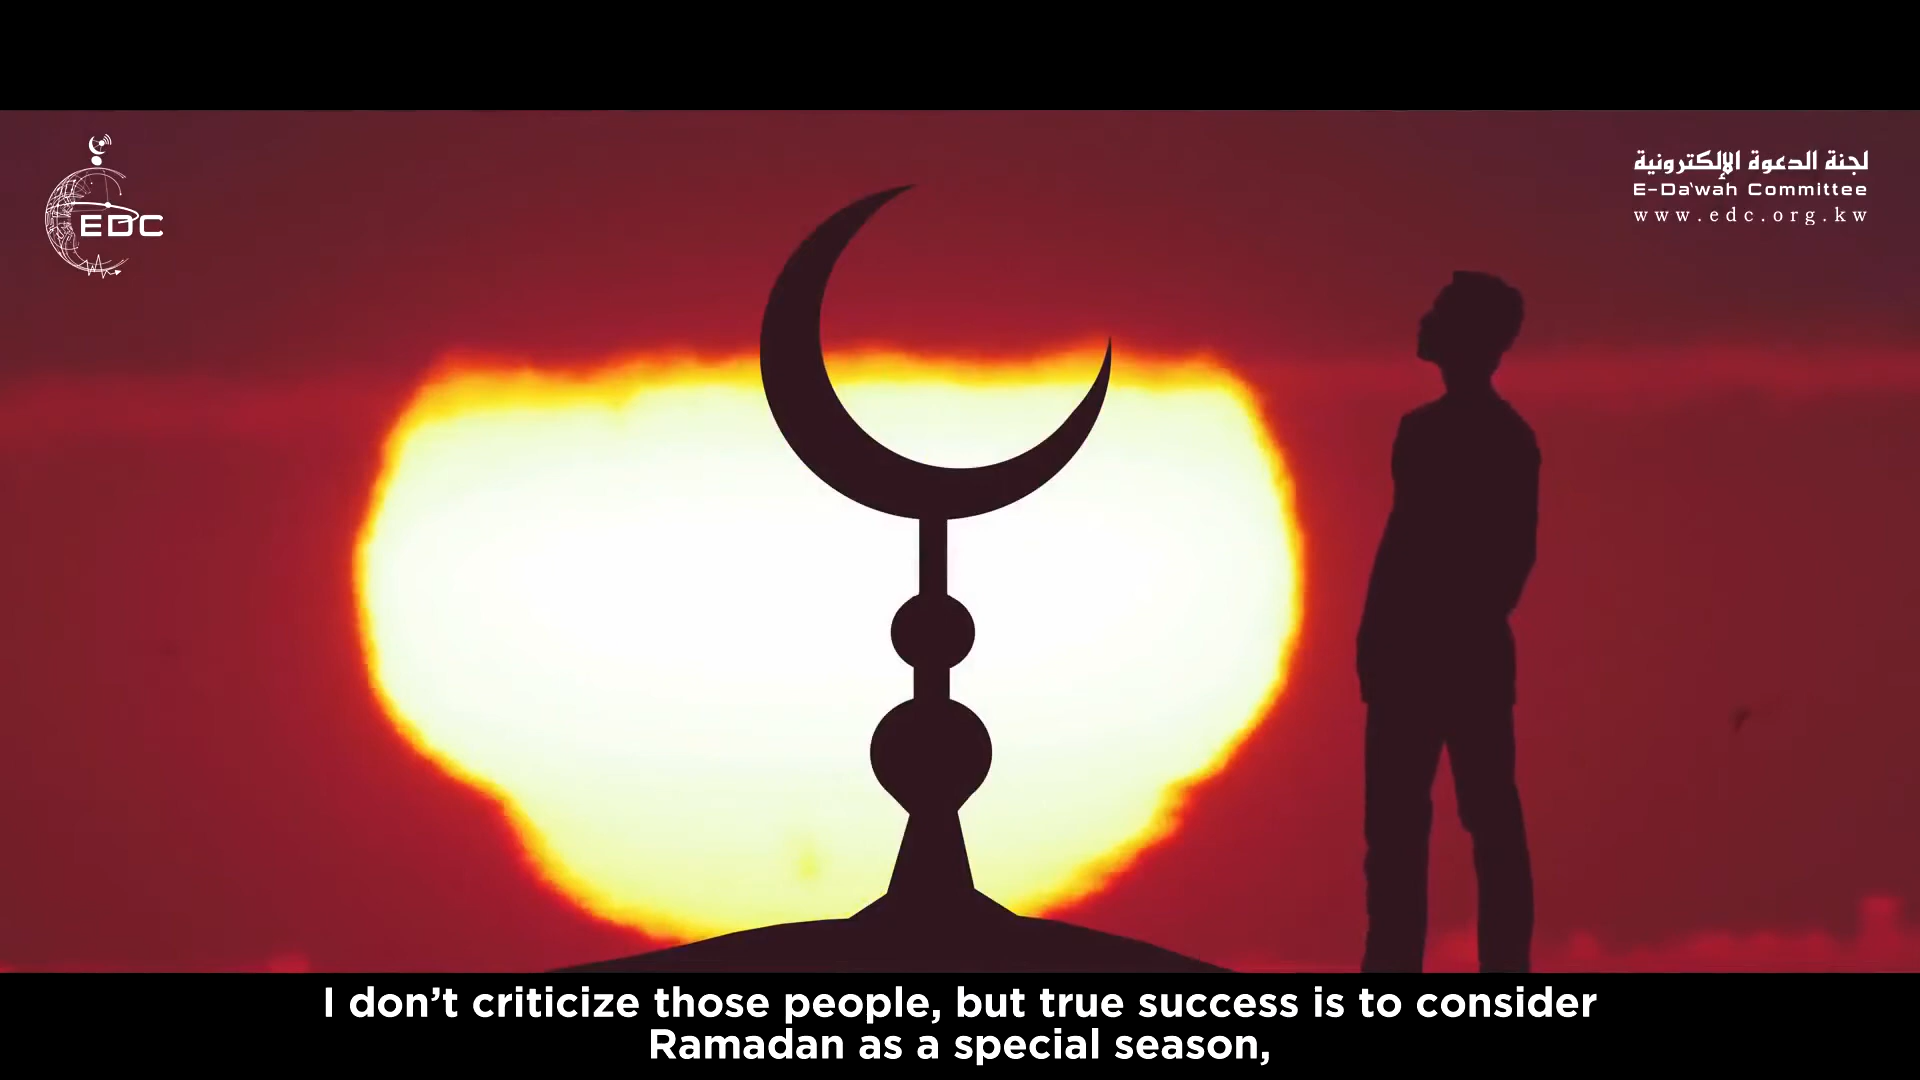 EDC
لجنة الدعوة الإلكترونية
E-Da'wah Committee
www.edc.org.kw
I don’t criticize those people, but true success is to consider
Ramadan as a special season,